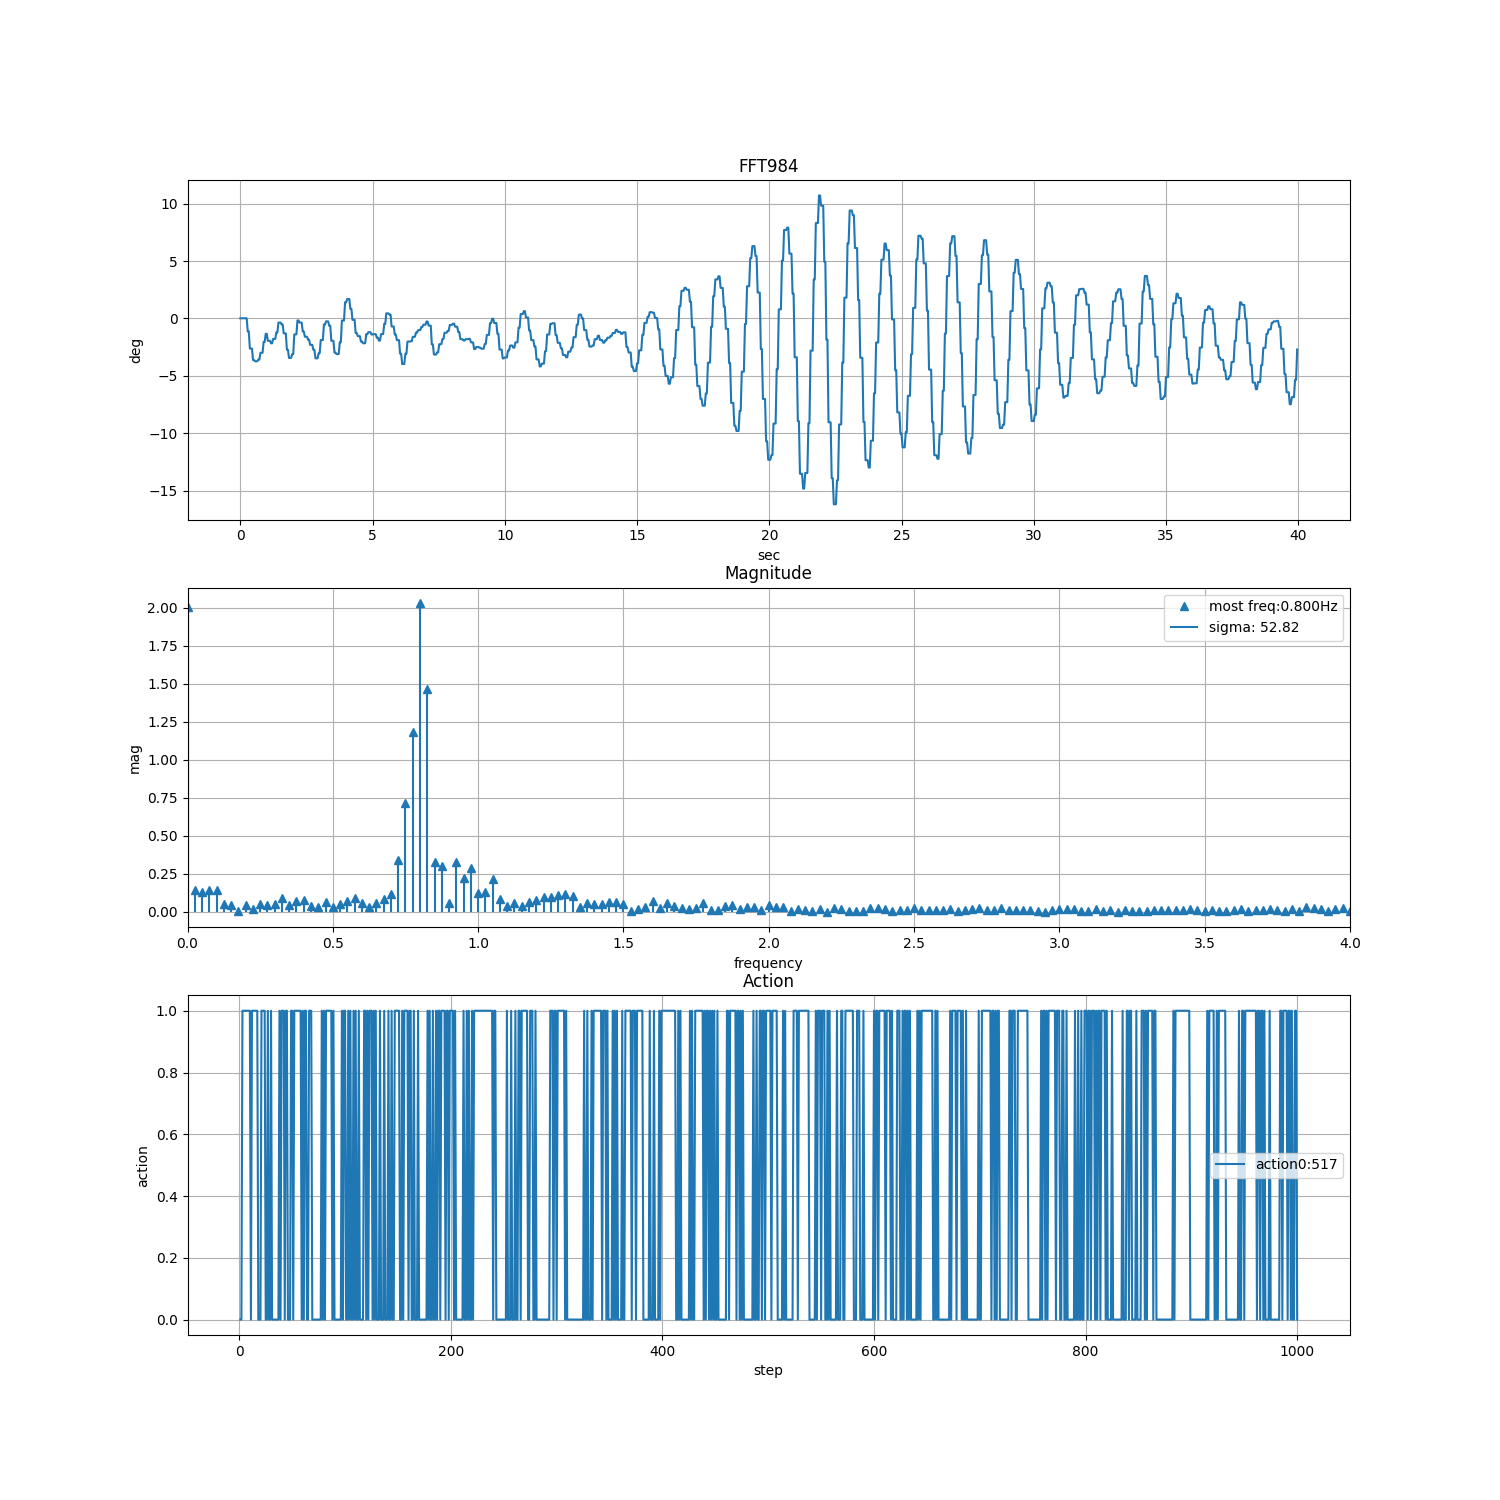 FFT984
10
5
0
−5
−10
−15
deg
0 5 10 15 20 25 30 35 40
sec
Magnitude
2.00
1.75
1.50
1.25
1.00
0.75
0.50
0.25
0.00
mag
most freq:0.800Hz
sigma: 52.82
0.0 0.5 1.0 1.5 2.0 2.5 3.0 3.5 4.0
frequency
Action
1.0
0.8
0.6
0.4
0.2
0.0
action
action0:517
0 200 400 600 800 1000
step